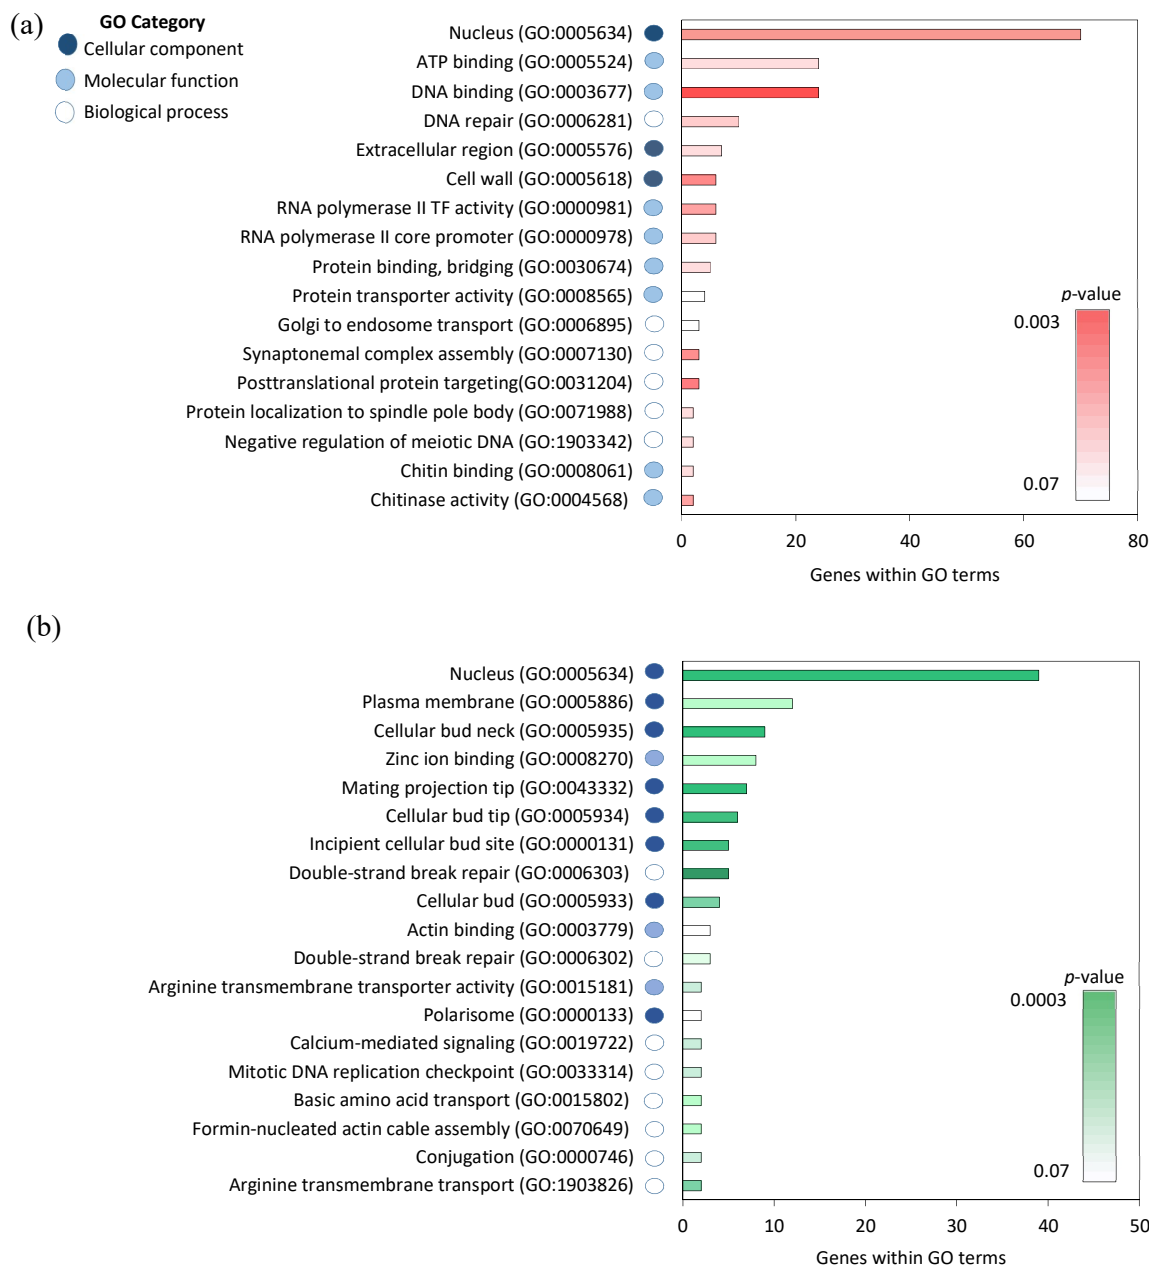 (a)
GO Category
Cellular component
Molecular function
Biological process
Nucleus (GO:0005634)
ATP binding (GO:0005524)
DNA binding (GO:0003677)
DNA repair (GO:0006281)
Extracellular region (GO:0005576)
Cell wall (GO:0005618)
RNA polymerase II TF activity (GO:0000981)
RNA polymerase II core promoter (GO:0000978)
Protein binding, bridging (GO:0030674)
Protein transporter activity (GO:0008565)
Golgi to endosome transport (GO:0006895)
Synaptonemal complex assembly (GO:0007130)
Posttranslational protein targeting(GO:0031204)
Protein localization to spindle pole body (GO:0071988)
Negative regulation of meiotic DNA (GO:1903342)
Chitin binding (GO:0008061)
Chitinase activity (GO:0004568)
p-value
0.003
0.07
0 20 40 60 80
Genes within GO terms
(b)
Nucleus (GO:0005634)
Plasma membrane (GO:0005886)
Cellular bud neck (GO:0005935)
Zinc ion binding (GO:0008270)
Mating projection tip (GO:0043332)
Cellular bud tip (GO:0005934)
Incipient cellular bud site (GO:0000131)
Double-strand break repair (GO:0006303)
Cellular bud (GO:0005933)
Actin binding (GO:0003779)
Double-strand break repair (GO:0006302)
Arginine transmembrane transporter activity (GO:0015181)
Polarisome (GO:0000133)
Calcium-mediated signaling (GO:0019722)
Mitotic DNA replication checkpoint (GO:0033314)
Basic amino acid transport (GO:0015802)
Formin-nucleated actin cable assembly (GO:0070649)
Conjugation (GO:0000746)
Arginine transmembrane transport (GO:1903826)
p-value
0.0003
0.07
0 10 20 30 40 50
Genes within GO terms